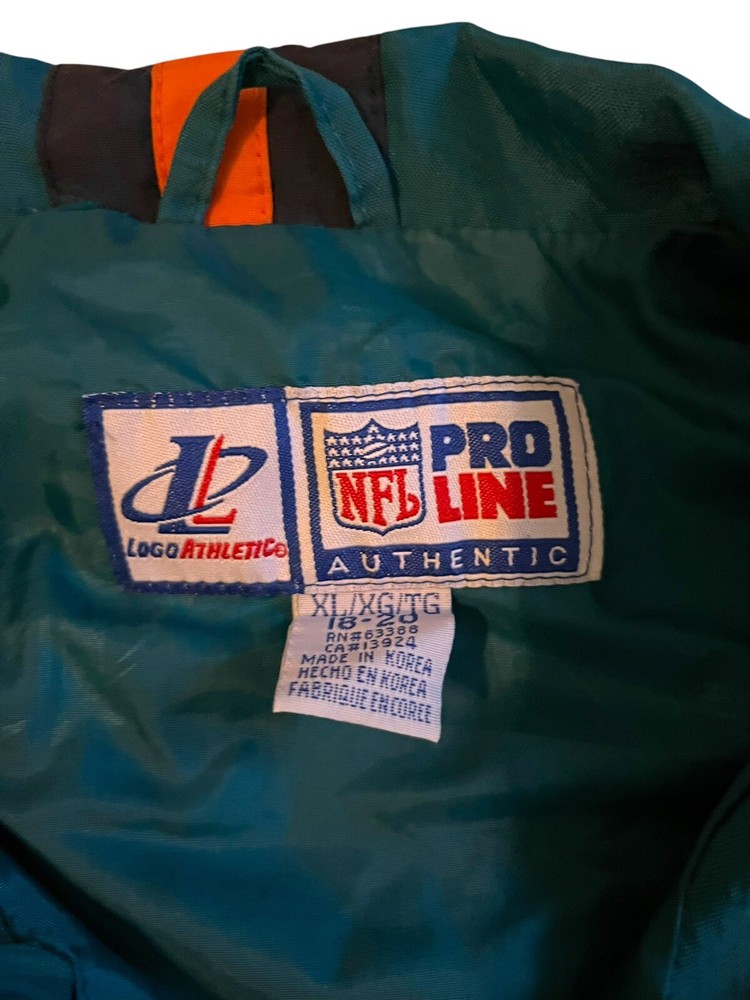 LOGO ATHLETIC®
NFL
PRO
LINE
AUTHENTIC
XL/XG/TG
18-20
RN#63388
CA#13924
MADE IN KOREA
HECHO EN KOREA
FABRIQUE EN COREE